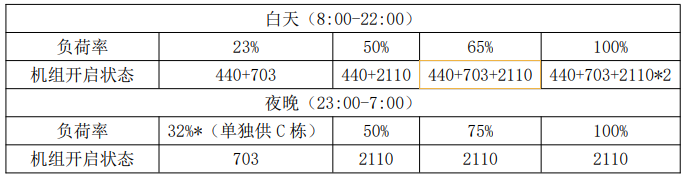 白天（8:00-22:00）
负荷率 23% 50% 65% 100%
机组开启状态 440+703 440+2110 440+703+2110 440+703+2110*2
夜晚（23:00-7:00）
负荷率 32%*（单独供 C 栋） 50% 75% 100%
机组开启状态 703 2110 2110 2110